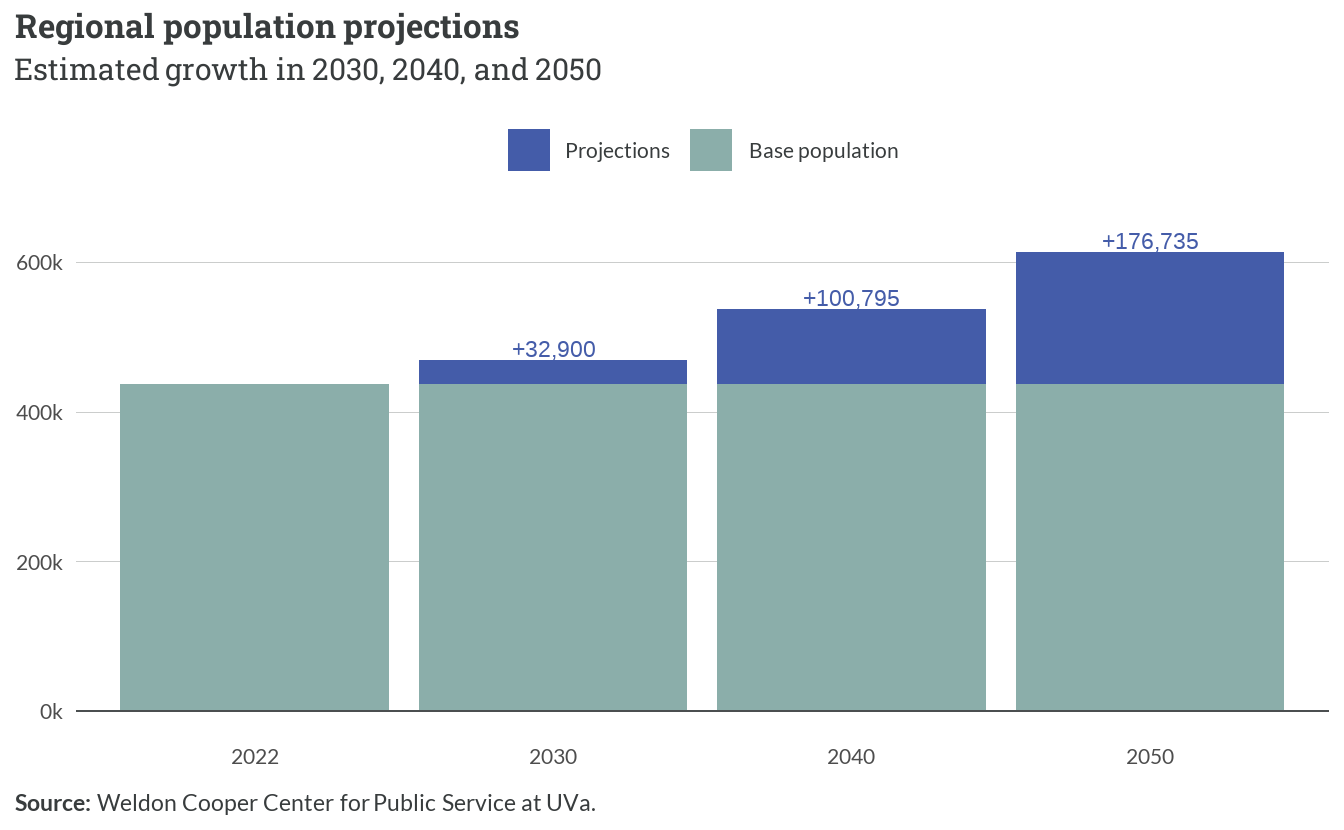 Regional population projections
Estimated growth in 2030, 2040, and 2050
Projections Base population
+176,735
600k
+100,795
+32,900
400k
200k
0k
2022 2030 2040 2050
Source: Weldon Cooper Center for Public Service at UVa.